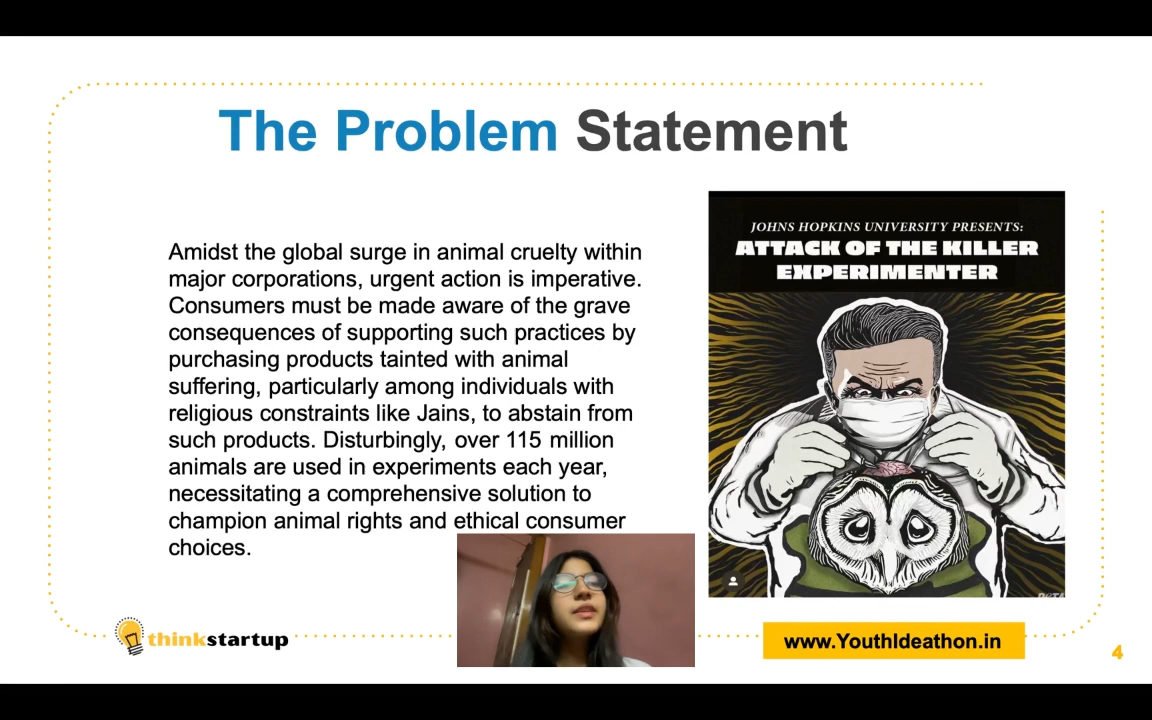 The Problem Statement
Amidst the global surge in animal cruelty within
major corporations, urgent action is imperative.
Consumers must be made aware of the grave
consequences of supporting such practices by
purchasing products tainted with animal
suffering, particularly among individuals with
religious constraints like Jains, to abstain from
such products. Disturbingly, over 115 million
animals are used in experiments each year,
necessitating a comprehensive solution to
champion animal rights and ethical consumer
choices.
JOHNS HOPKINS UNIVERSITY PRESENTS:
ATTACK OF THE KILLER
EXPERIMENTER
thinkstartup
www.YouthIdeathon.in
4